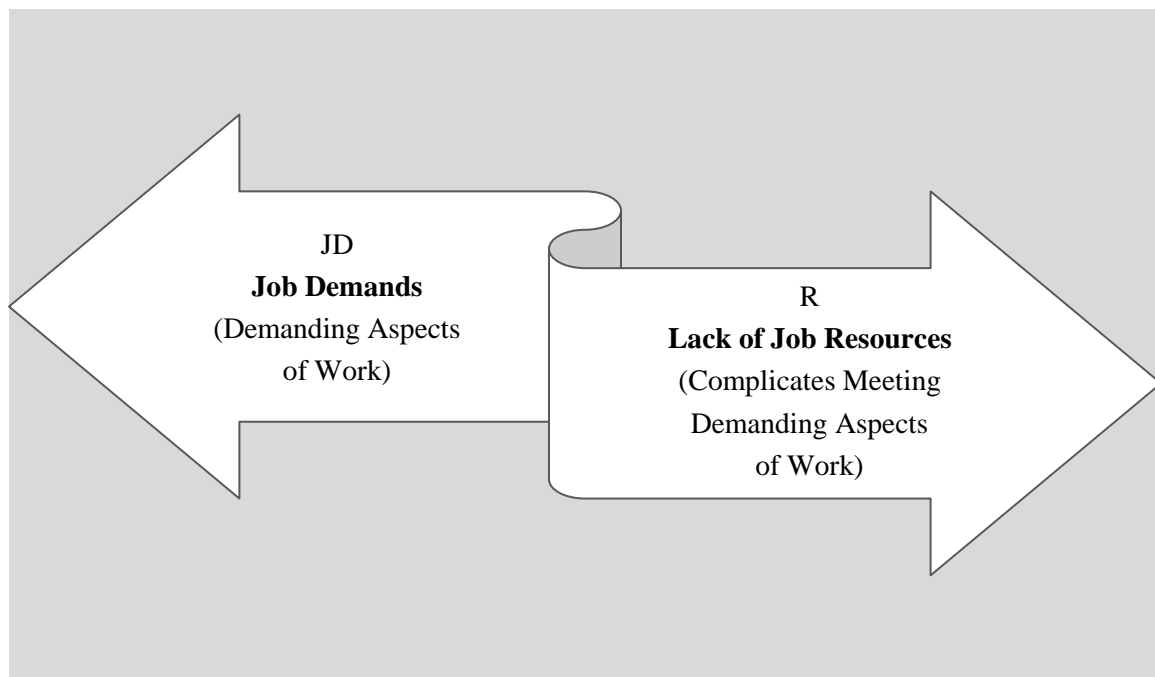 JD
Job Demands
(Demanding Aspects
of Work)
R
Lack of Job Resources
(Complicates Meeting
Demanding Aspects
of Work)